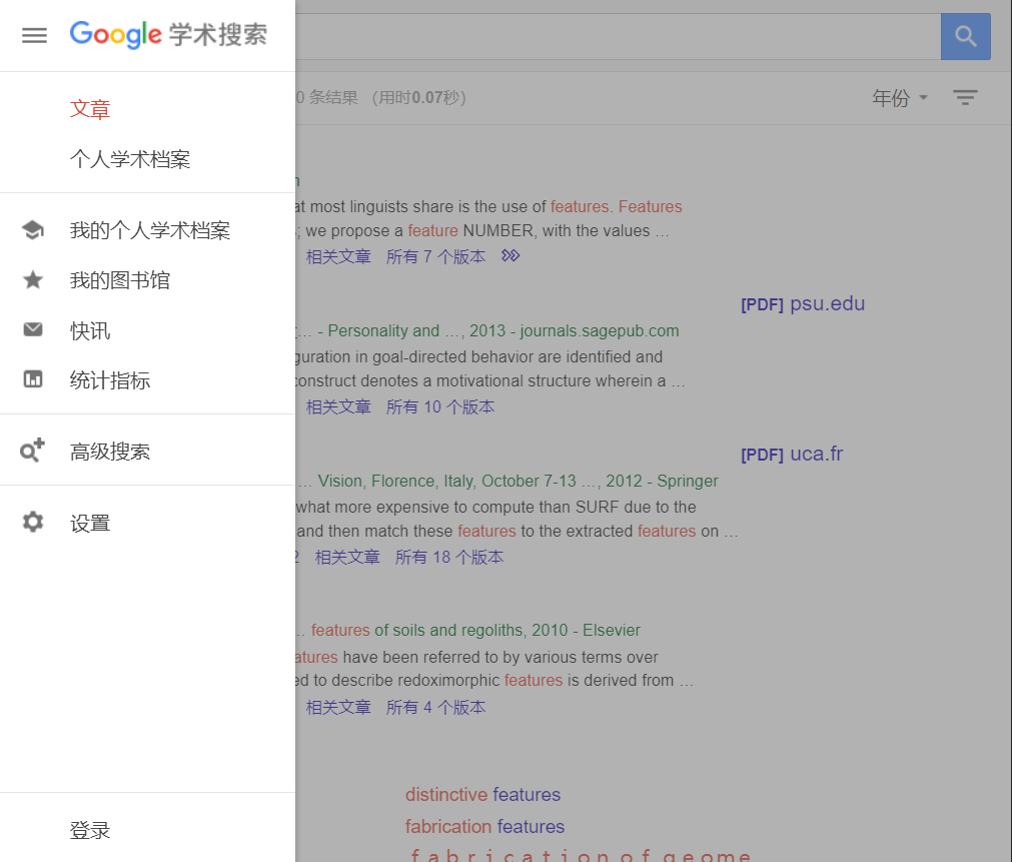 Google 学术搜索
文章
个人学术档案
我的个人学术档案
我的图书馆
快讯
统计指标
高级搜索
设置
登录
0 条结果 (用时0.07秒)
年份
at most linguists share is the use of features. Features
; we propose a feature NUMBER, with the values …
相关文章 所有 7 个版本
[PDF] psu.edu
… - Personality and …, 2013 - journals.sagepub.com
guration in goal-directed behavior are identified and
construct denotes a motivational structure wherein a …
相关文章 所有 10 个版本
[PDF] uca.fr
… Vision, Florence, Italy, October 7-13 …, 2012 - Springer
what more expensive to compute than SURF due to the
and then match these features to the extracted features on …
2 相关文章 所有 18 个版本
… features of soils and regoliths, 2010 - Elsevier
atures have been referred to by various terms over
ed to describe redoximorphic features is derived from …
相关文章 所有 4 个版本
distinctive features
fabrication features
f a b r i c a t i o n o f g e o m e